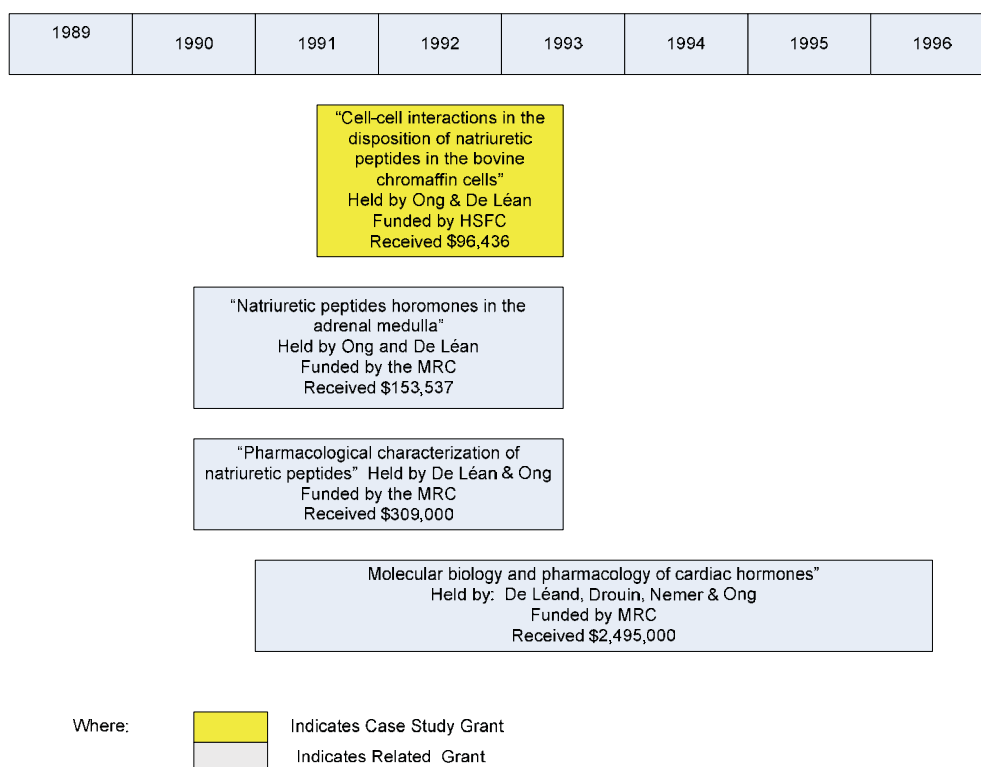 1989 1990 1991 1992 1993 1994 1995 1996
“Cell-cell interactions in the
disposition of natriuretic
peptides in the bovine
chromaffin cells”
Held by Ong & De Léan
Funded by HSFC
Received $96,436
“Natriuretic peptides horomones in the
adrenal medulla”
Held by Ong and De Léan
Funded by the MRC
Received $153,537
“Pharmacological characterization of
natriuretic peptides” Held by De Léan & Ong
Funded by the MRC
Received $309,000
Molecular biology and pharmacology of cardiac hormones”
Held by: De Léand, Drouin, Nemer & Ong
Funded by MRC
Received $2,495,000
Where:
Indicates Case Study Grant
Indicates Related Grant